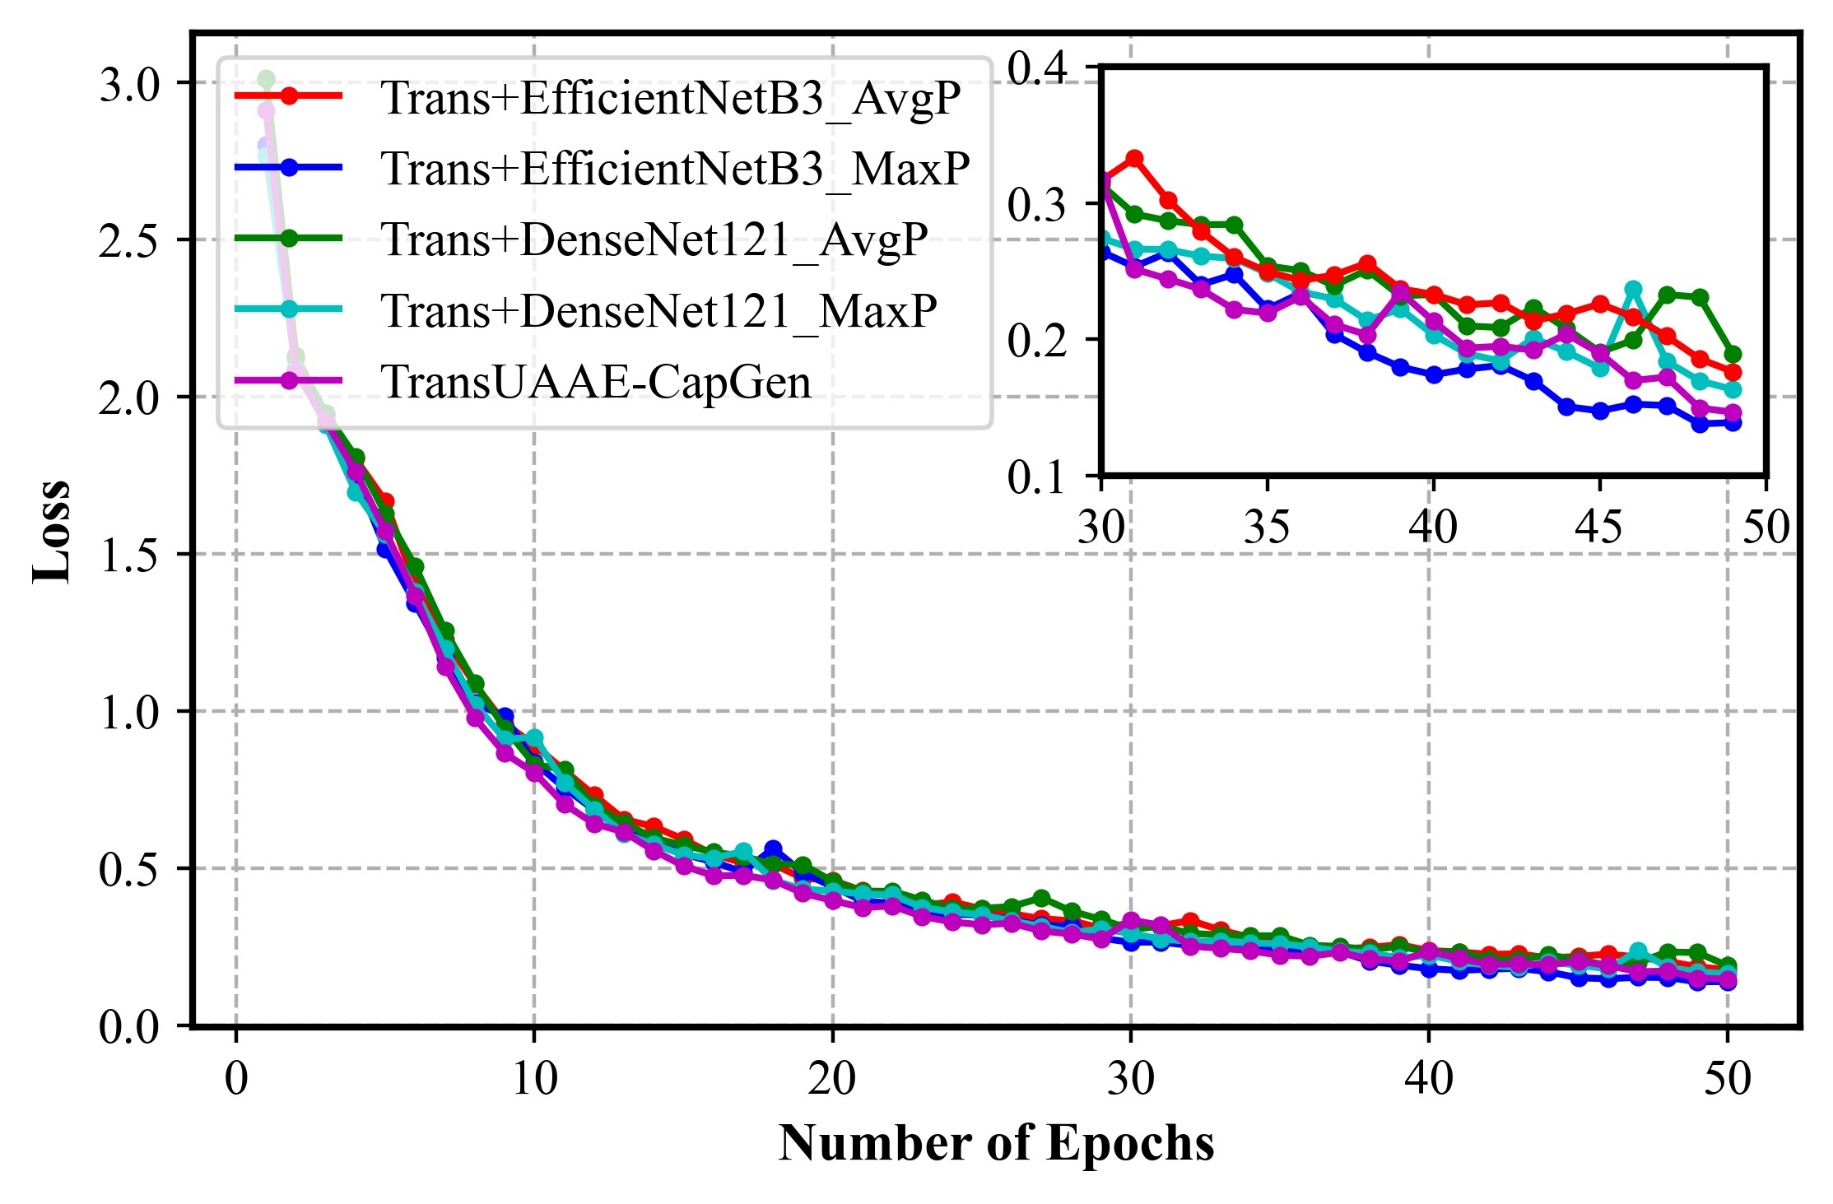 3.0
2.5
2.0
1.5
1.0
0.5
0.0
Loss
Trans+EfficientNetB3_AvgP
Trans+EfficientNetB3_MaxP
Trans+DenseNet121_AvgP
Trans+DenseNet121_MaxP
TransUAAE-CapGen
0.4
0.3
0.2
0.1
30 35 40 45 50
0 10 20 30 40 50
Number of Epochs